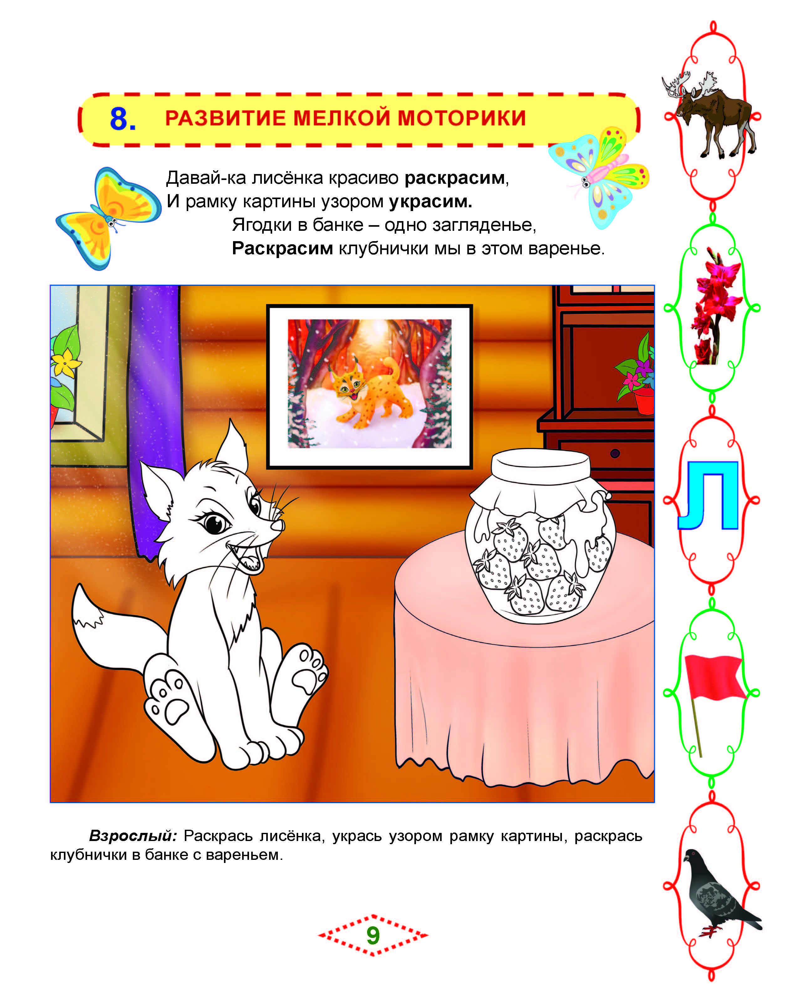 8. РАЗВИТИЕ МЕЛКОЙ МОТОРИКИ
Давай-ка лисёнка красиво раскрасим,
И рамку картины узором украсим.
Ягодки в банке – одно загляденье,
Раскрасим клубнички мы в этом варенье.
Л
Взрослый: Раскрась лисёнка, укрась узором рамку картины, раскрась
клубнички в банке с вареньем.
9